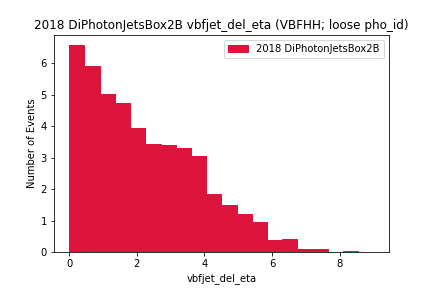 2018 DiPhotonJetsBox2B vbfjet_del_eta (VBFHH; loose pho_id)
2018 DiPhotonJetsBox2B
Number of Events
6
5
4
3
2
1
0
0 2 4 6 8
vbfjet_del_eta